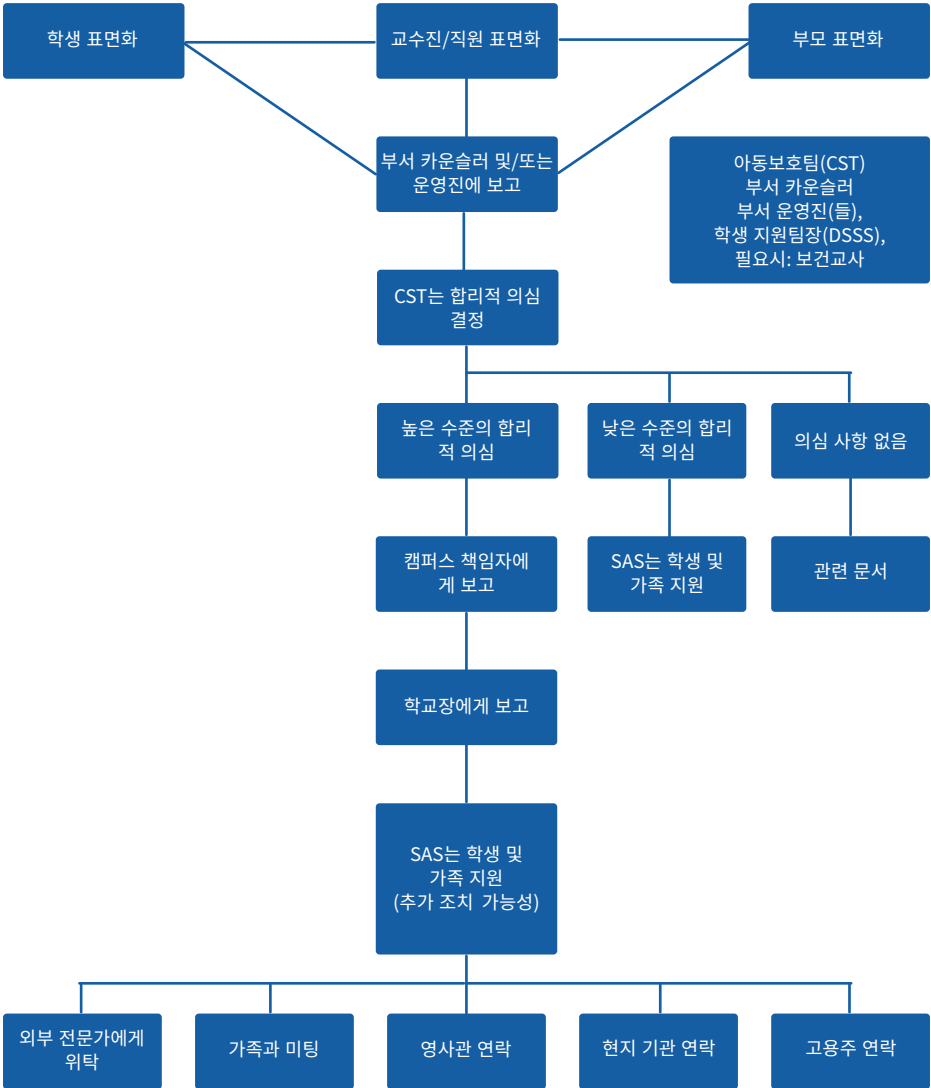 학생 표면화
교수진/직원 표면화
부모 표면화
부서 카운슬러 및/또는
운영진에 보고
아동보호팀(CST)
부서 카운슬러
부서 운영진(들),
학생 지원팀장(DSSS),
필요시: 보건교사
CST는 합리적 의심
결정
높은 수준의 합리
적 의심
낮은 수준의 합리
적 의심
의심 사항 없음
캠퍼스 책임자에
게 보고
SAS는 학생 및
가족 지원
관련 문서
학교장에게 보고
SAS는 학생 및
가족 지원
(추가 조치 가능성)
외부 전문가에게
위탁
가족과 미팅
영사관 연락
현지 기관 연락
고용주 연락